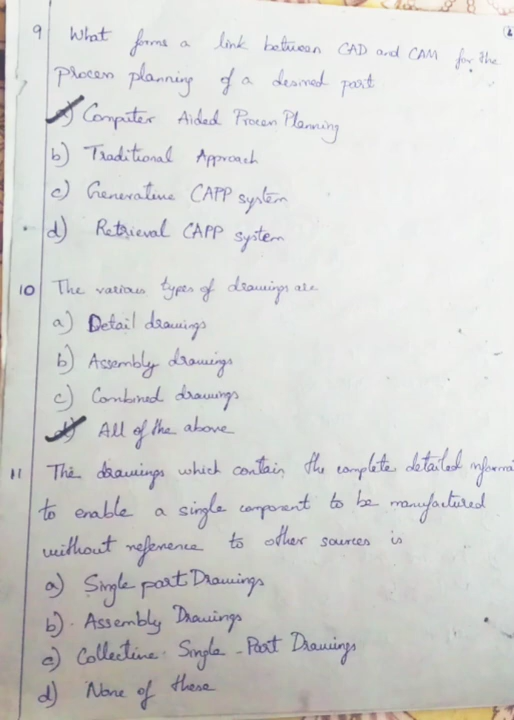 9 What forms a link between CAD and CAM for the
process planning of a desired part
a) Computer Aided Process Planning
b) Traditional Approach
c) Generative CAPP system
d) Retrieval CAPP system
10 The various types of drawings are
a) Detail drawings
b) Assembly drawings
c) Combined drawings
d) All of the above
11 The drawings which contain the complete detailed informa
to enable a single component to be manufactured
without reference to other sources is
a) Single part Drawings
b) Assembly Drawings
c) Collective Single-Part Drawings
d) None of these